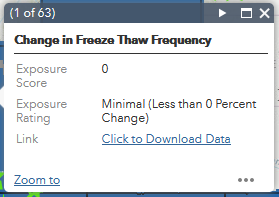 (1 of 63)
Change in Freeze Thaw Frequency
Exposure Score 0
Exposure Rating Minimal (Less than 0 Percent Change)
Link Click to Download Data
Zoom to